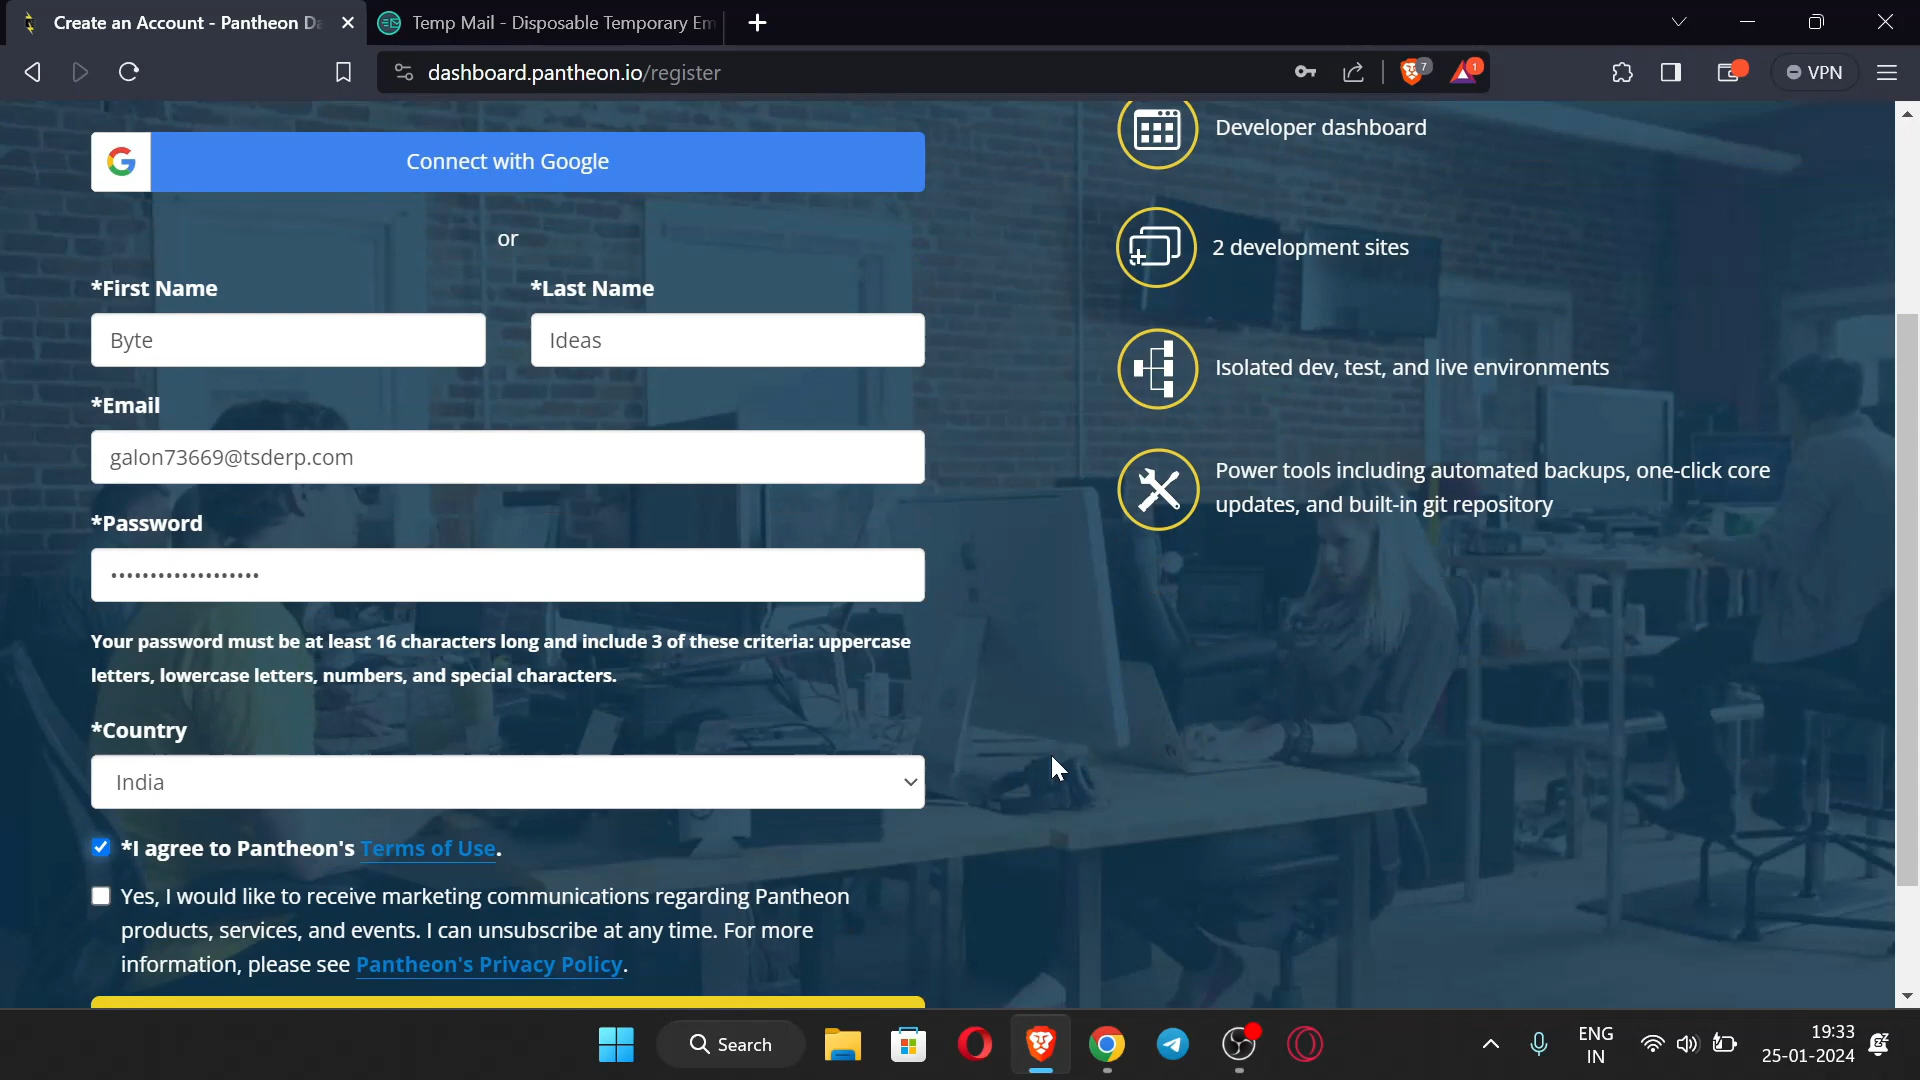 Create an Account - Pantheon Da
Temp Mail - Disposable Temporary Em
dashboard.pantheon.io/register
7
1
VPN
Connect with Google
or
*First Name
*Last Name
Byte
Ideas
*Email
galon73669@tsderp.com
*Password
•••••••••••••••••••
Your password must be at least 16 characters long and include 3 of these criteria: uppercase
letters, lowercase letters, numbers, and special characters.
*Country
India
*I agree to Pantheon's Terms of Use.
Yes, I would like to receive marketing communications regarding Pantheon
products, services, and events. I can unsubscribe at any time. For more
information, please see Pantheon's Privacy Policy.
Developer dashboard
2 development sites
Isolated dev, test, and live environments
Power tools including automated backups, one-click core
updates, and built-in git repository
Search
ENG
IN
19:33
25-01-2024